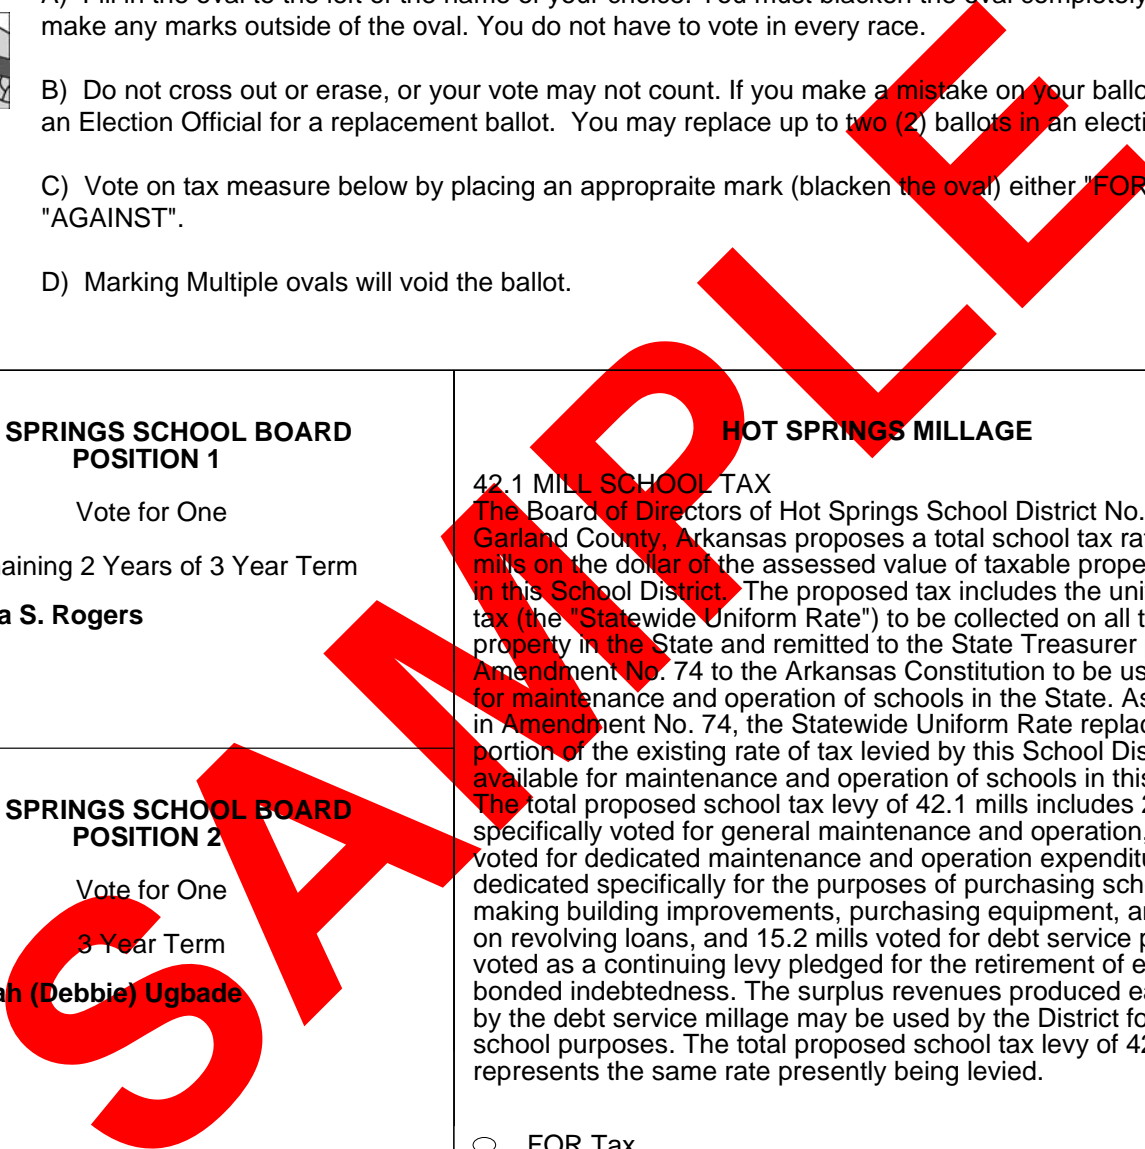 A) Fill in the oval to the left of the name of your choice. You must blacken the oval completely
make any marks outside of the oval. You do not have to vote in every race.
B) Do not cross out or erase, or your vote may not count. If you make a mistake on your ballo
an Election Official for a replacement ballot. You may replace up to two (2) ballots in an electi
C) Vote on tax measure below by placing an appropraite mark (blacken the oval) either "FOR
"AGAINST".
D) Marking Multiple ovals will void the ballot.
SPRINGS SCHOOL BOARD
POSITION 1
Vote for One
aining 2 Years of 3 Year Term
a S. Rogers
SPRINGS SCHOOL BOARD
POSITION 2
Vote for One
3 Year Term
ah (Debbie) Ugbade
HOT SPRINGS MILLAGE
42.1 MILL SCHOOL TAX
The Board of Directors of Hot Springs School District No.
Garland County, Arkansas proposes a total school tax ra
mills on the dollar of the assessed value of taxable prope
in this School District. The proposed tax includes the uni
tax (the "Statewide Uniform Rate") to be collected on all t
property in the State and remitted to the State Treasurer
Amendment No. 74 to the Arkansas Constitution to be us
for maintenance and operation of schools in the State. As
in Amendment No. 74, the Statewide Uniform Rate replac
portion of the existing rate of tax levied by this School Dis
available for maintenance and operation of schools in this
The total proposed school tax levy of 42.1 mills includes 2
specifically voted for general maintenance and operation,
voted for dedicated maintenance and operation expenditu
dedicated specifically for the purposes of purchasing sch
making building improvements, purchasing equipment, a
on revolving loans, and 15.2 mills voted for debt service p
voted as a continuing levy pledged for the retirement of e
bonded indebtedness. The surplus revenues produced ea
by the debt service millage may be used by the District fo
school purposes. The total proposed school tax levy of 42
represents the same rate presently being levied.
FOR Tax
SAMPLE